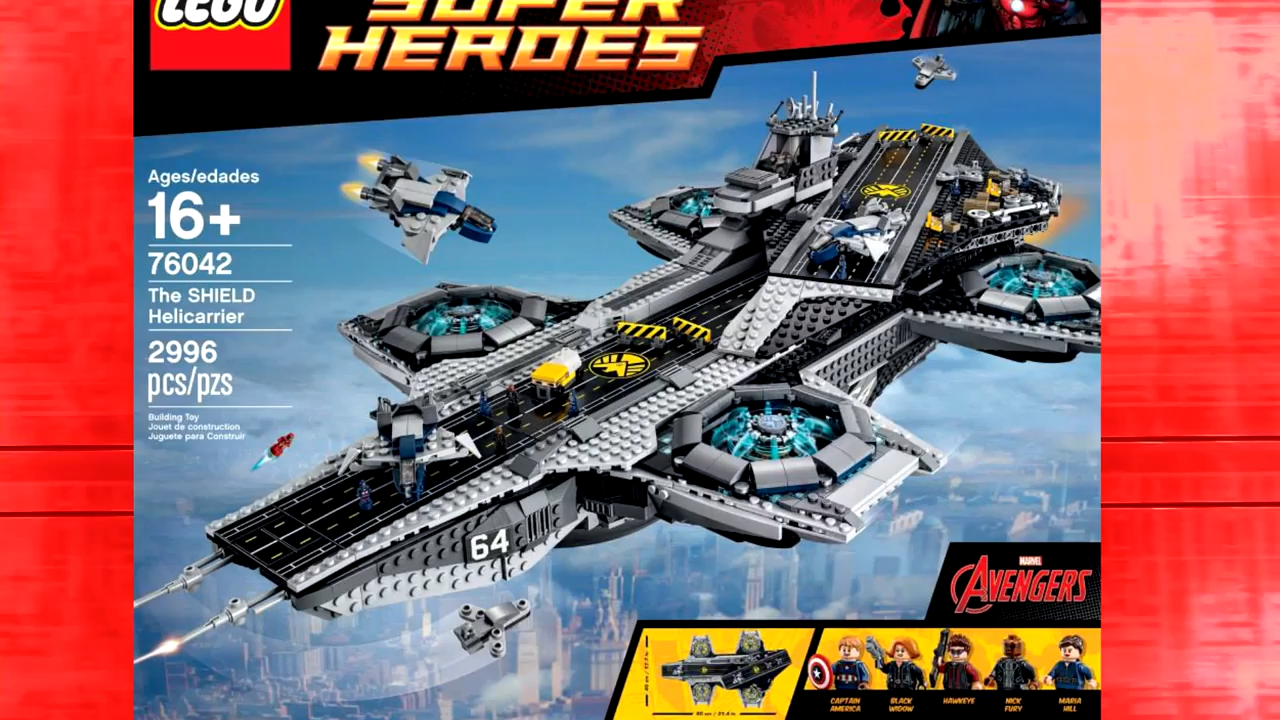 LEGO
SUPER
HEROES
Ages/edades
16+
76042
The SHIELD
Helicarrier
2996
pcs/pzs
Building Toy
Jouet de construction
Juguete para Construir
64
MARVEL
AVENGERS
CAPTAIN
AMERICA
BLACK
WIDOW
HAWKEYE
NICK
FURY
MARIA
HILL